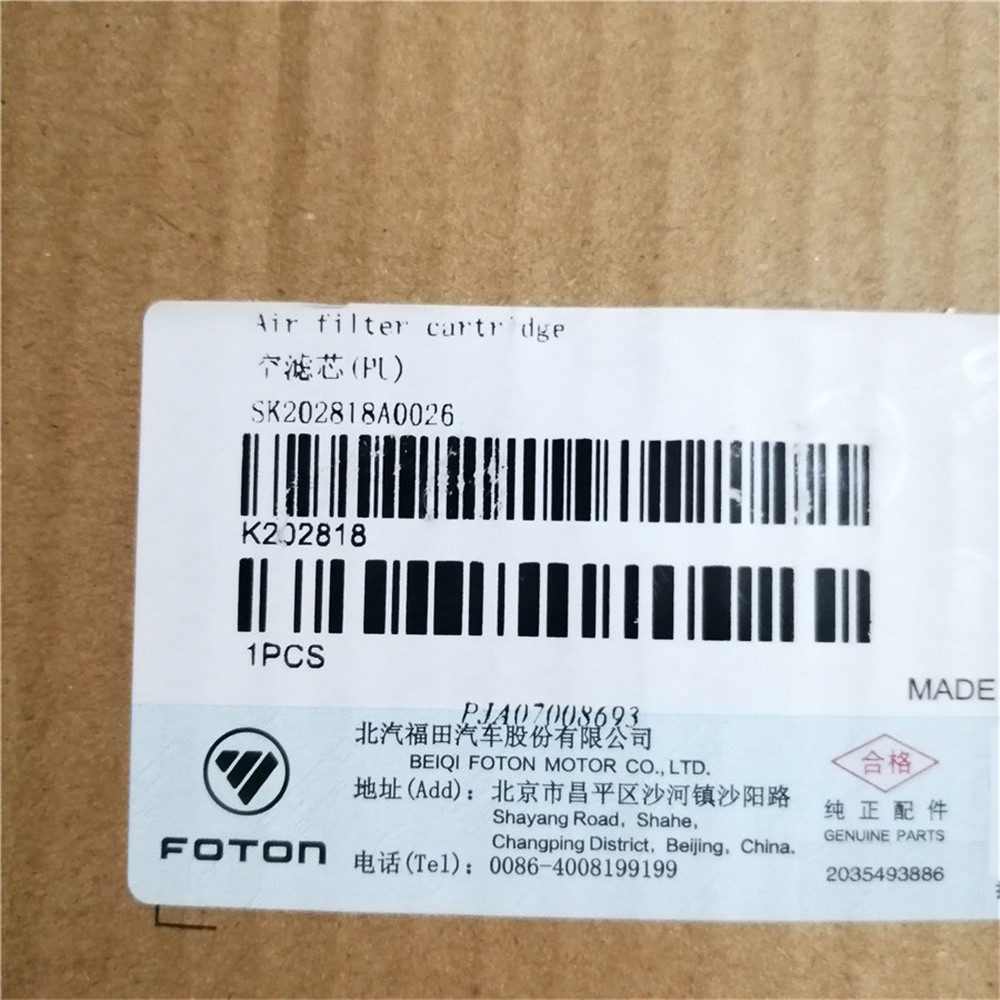 Air filter cartridge
空滤芯(PU)
SK202818A0026
K202818
1PCS
MADE
PJA07008693
北汽福田汽车股份有限公司
BEIQI FOTON MOTOR CO., LTD.
地址(Add)：北京市昌平区沙河镇沙阳路
Shayang Road, Shahe,
Changping District, Beijing, China.
电话(Tel)：0086-4008199199
FOTON
合格
纯正配件
GENUINE PARTS
2035493886